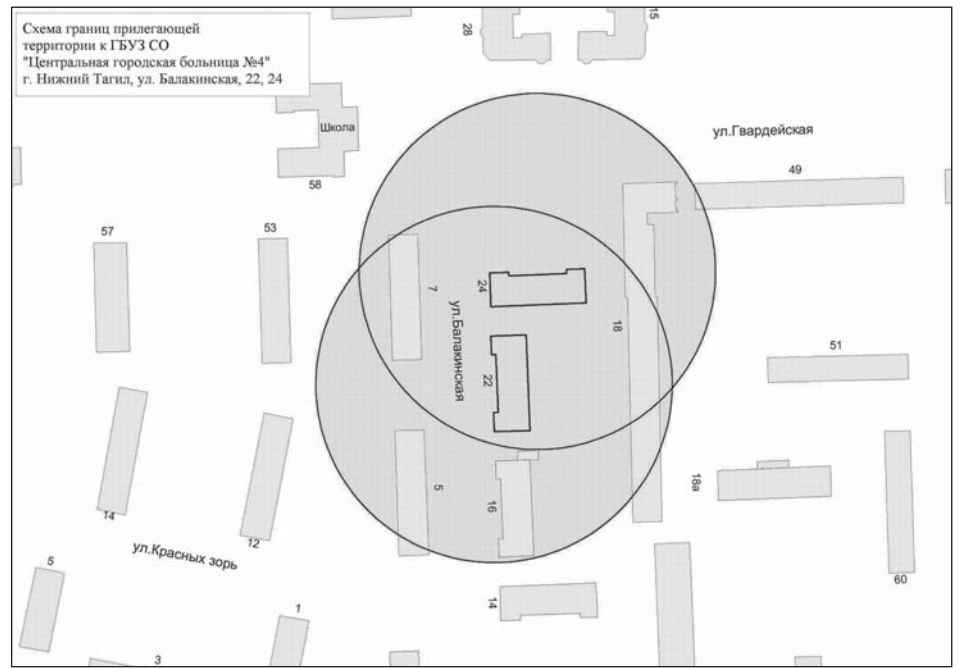 Схема границ прилегающей
территории к ГБУЗ СО
"Центральная городская больница №4"
г. Нижний Тагил, ул. Балакинская, 22, 24
28
15
Школа
58
ул.Гвардейская
49
57
53
7
24
ул.Балакинская
18
22
51
5
16
18а
14
12
ул.Красных зорь
5
14
60
1
3